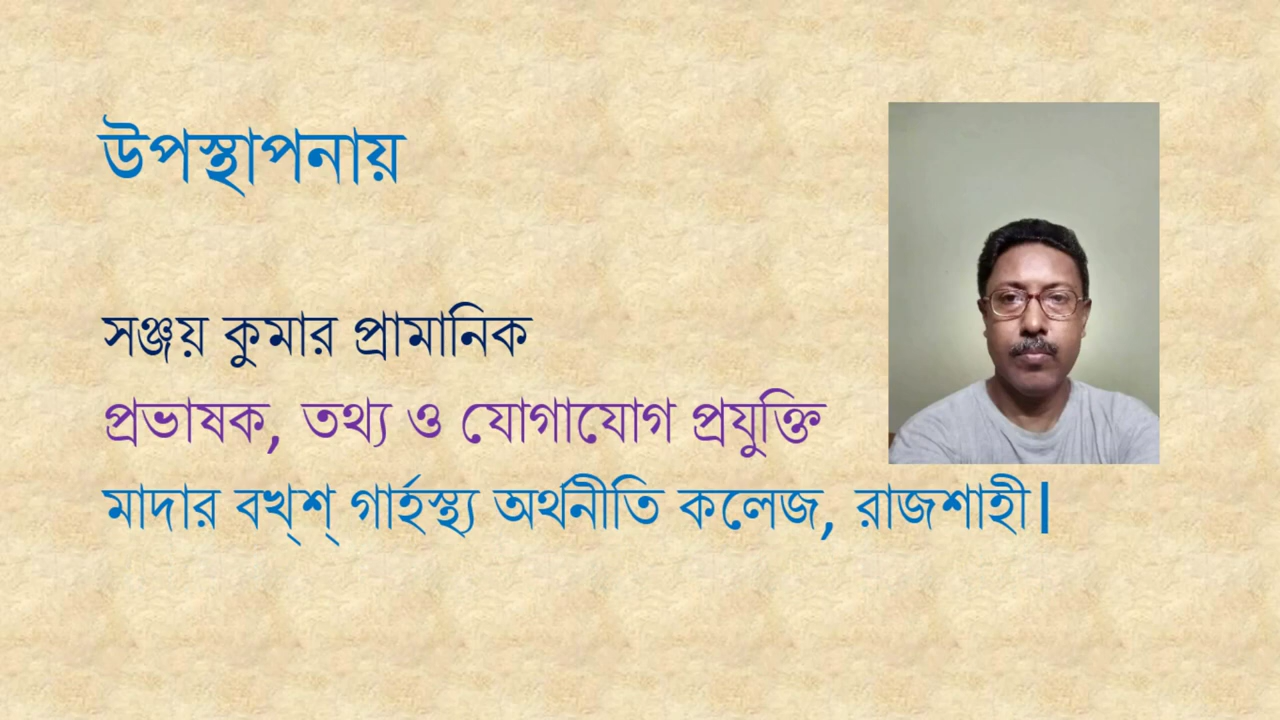 উপস্থাপনায়
সঞ্জয় কুমার প্রামানিক
প্রভাষক, তথ্য ও যোগাযোগ প্রযুক্তি
মাদার বখ্শ্ গার্হস্থ্য অর্থনীতি কলেজ, রাজশাহী।